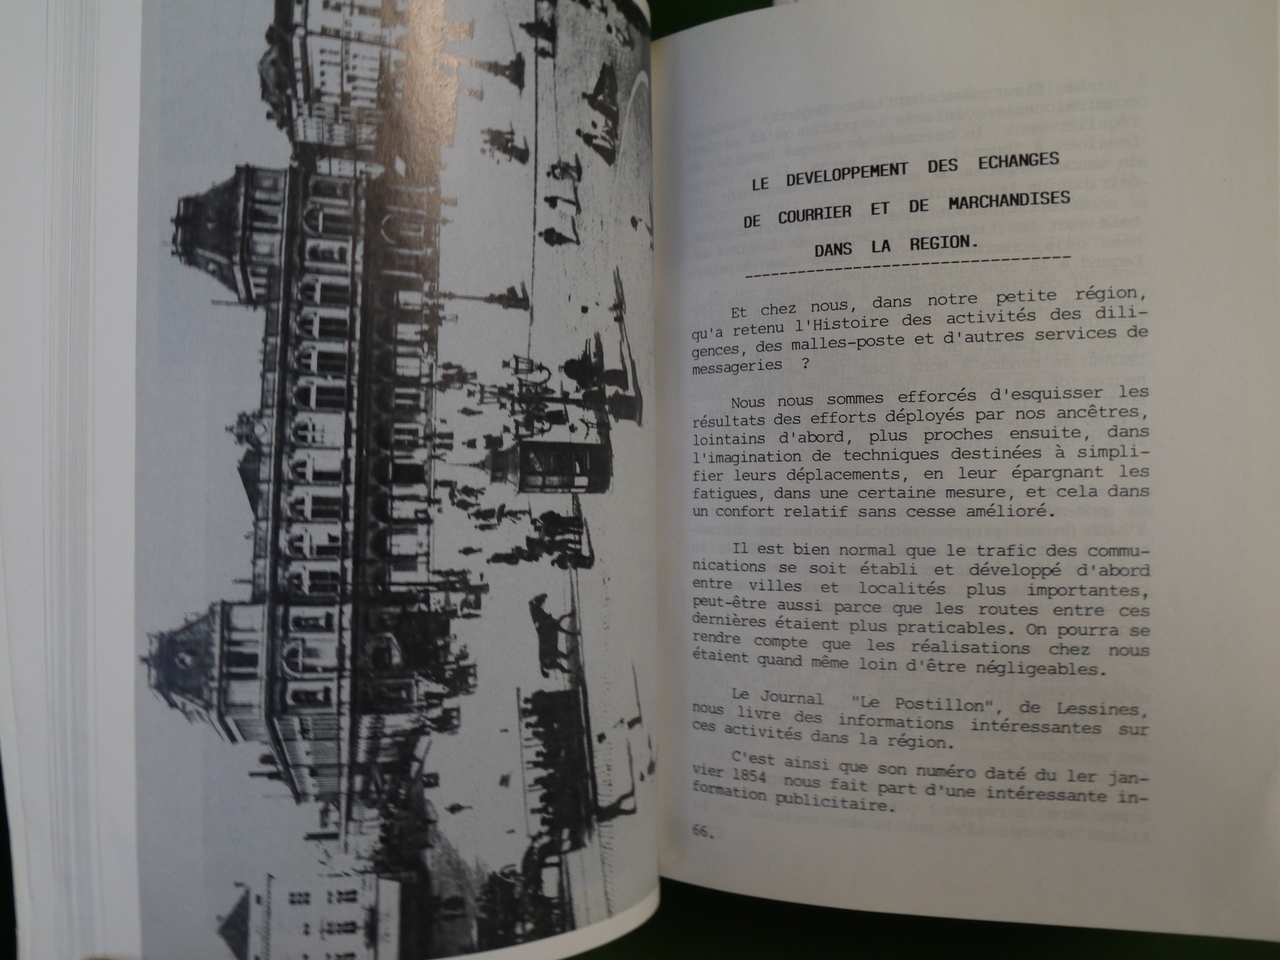 LE DEVELOPPEMENT DES ECHANGES
DE COURRIER ET DE MARCHANDISES
DANS LA REGION.
Et chez nous, dans notre petite région,
qu'a retenu l'Histoire des activités des dili-
gences, des malles-poste et d'autres services de
messageries ?
Nous nous sommes efforcés d'esquisser les
résultats des efforts déployés par nos ancêtres,
lointains d'abord, plus proches ensuite, dans
l'imagination de techniques destinées à simpli-
fier leurs déplacements, en leur épargnant les
fatigues, dans une certaine mesure, et cela dans
un confort relatif sans cesse amélioré.
Il est bien normal que le trafic des commu-
nications se soit établi et développé d'abord
entre villes et localités plus importantes,
peut-être aussi parce que les routes entre ces
dernières étaient plus praticables. On pourra se
rendre compte que les réalisations chez nous
étaient quand même loin d'être négligeables.
Le Journal "Le Postillon", de Lessines,
nous livre des informations intéressantes sur
ces activités dans la région.
C'est ainsi que son numéro daté du 1er jan-
vier 1854 nous fait part d'une intéressante in-
formation publicitaire.
66.